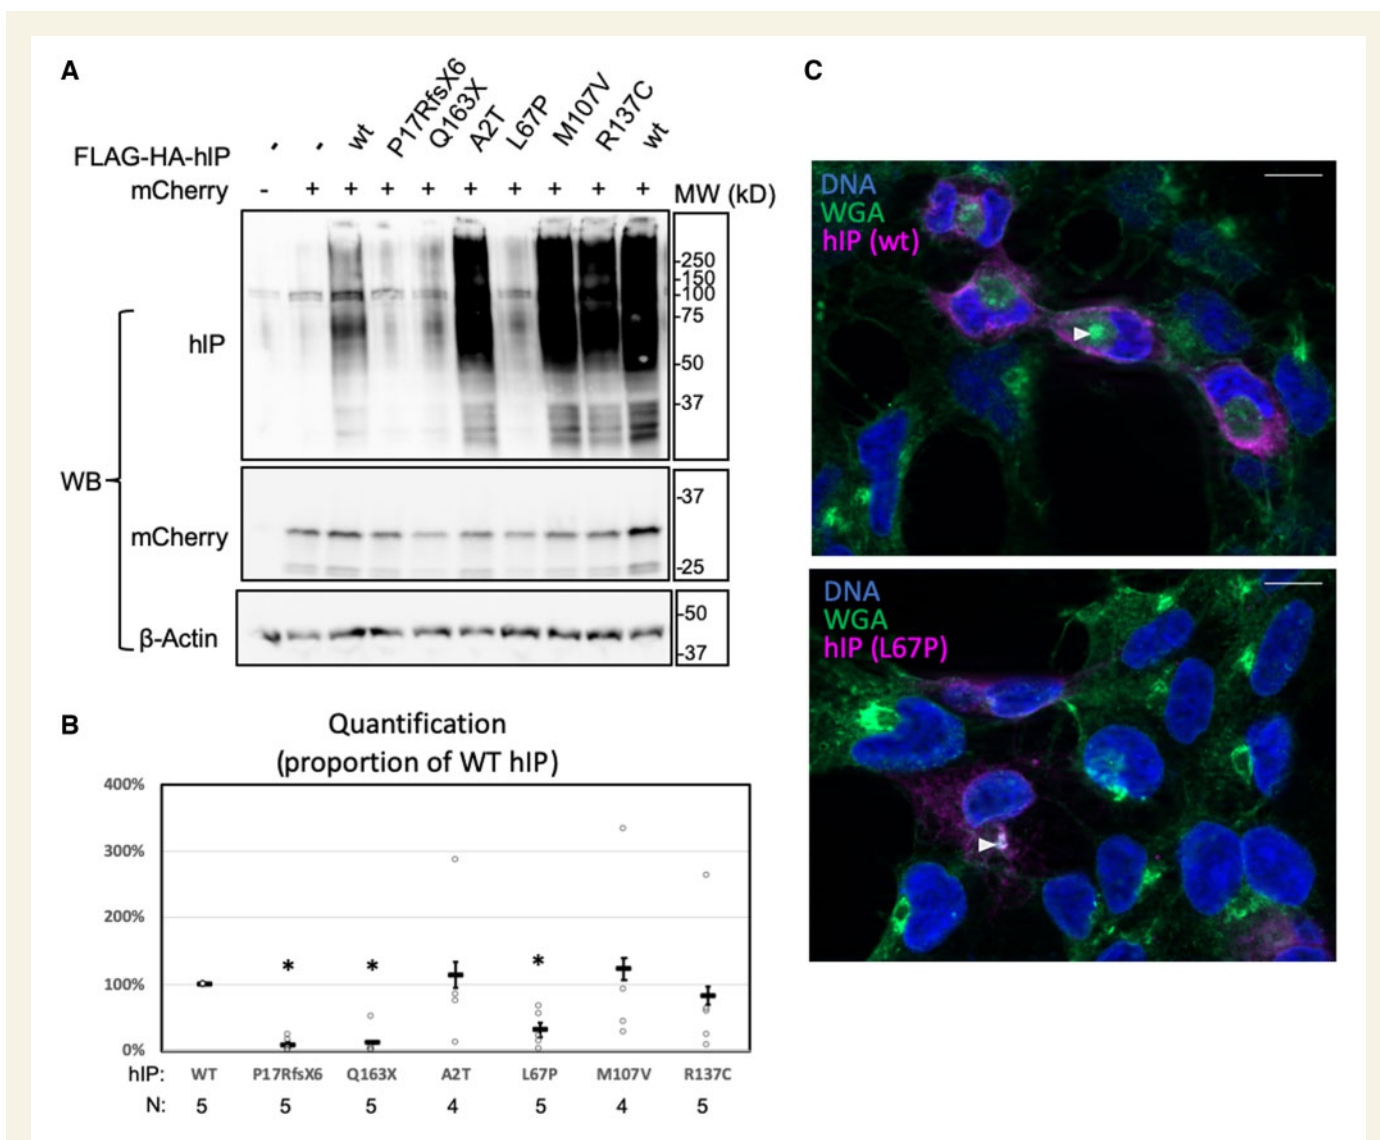 A
FLAG-HA-hIP - - wt P17RfsX6 Q163X A2T L67P M107V R137C wt
mCherry - + + + + + + + + + MW (kD)
WB
hIP
-250
-150
-100
-75
-50
-37
mCherry
-37
-25
β-Actin
-50
-37
B
Quantification
(proportion of WT hIP)
400%
300%
200%
100%
0%
* * *
hIP: WT P17RfsX6 Q163X A2T L67P M107V R137C
N: 5 5 5 4 5 4 5
C
DNA
WGA
hIP (wt)
DNA
WGA
hIP (L67P)